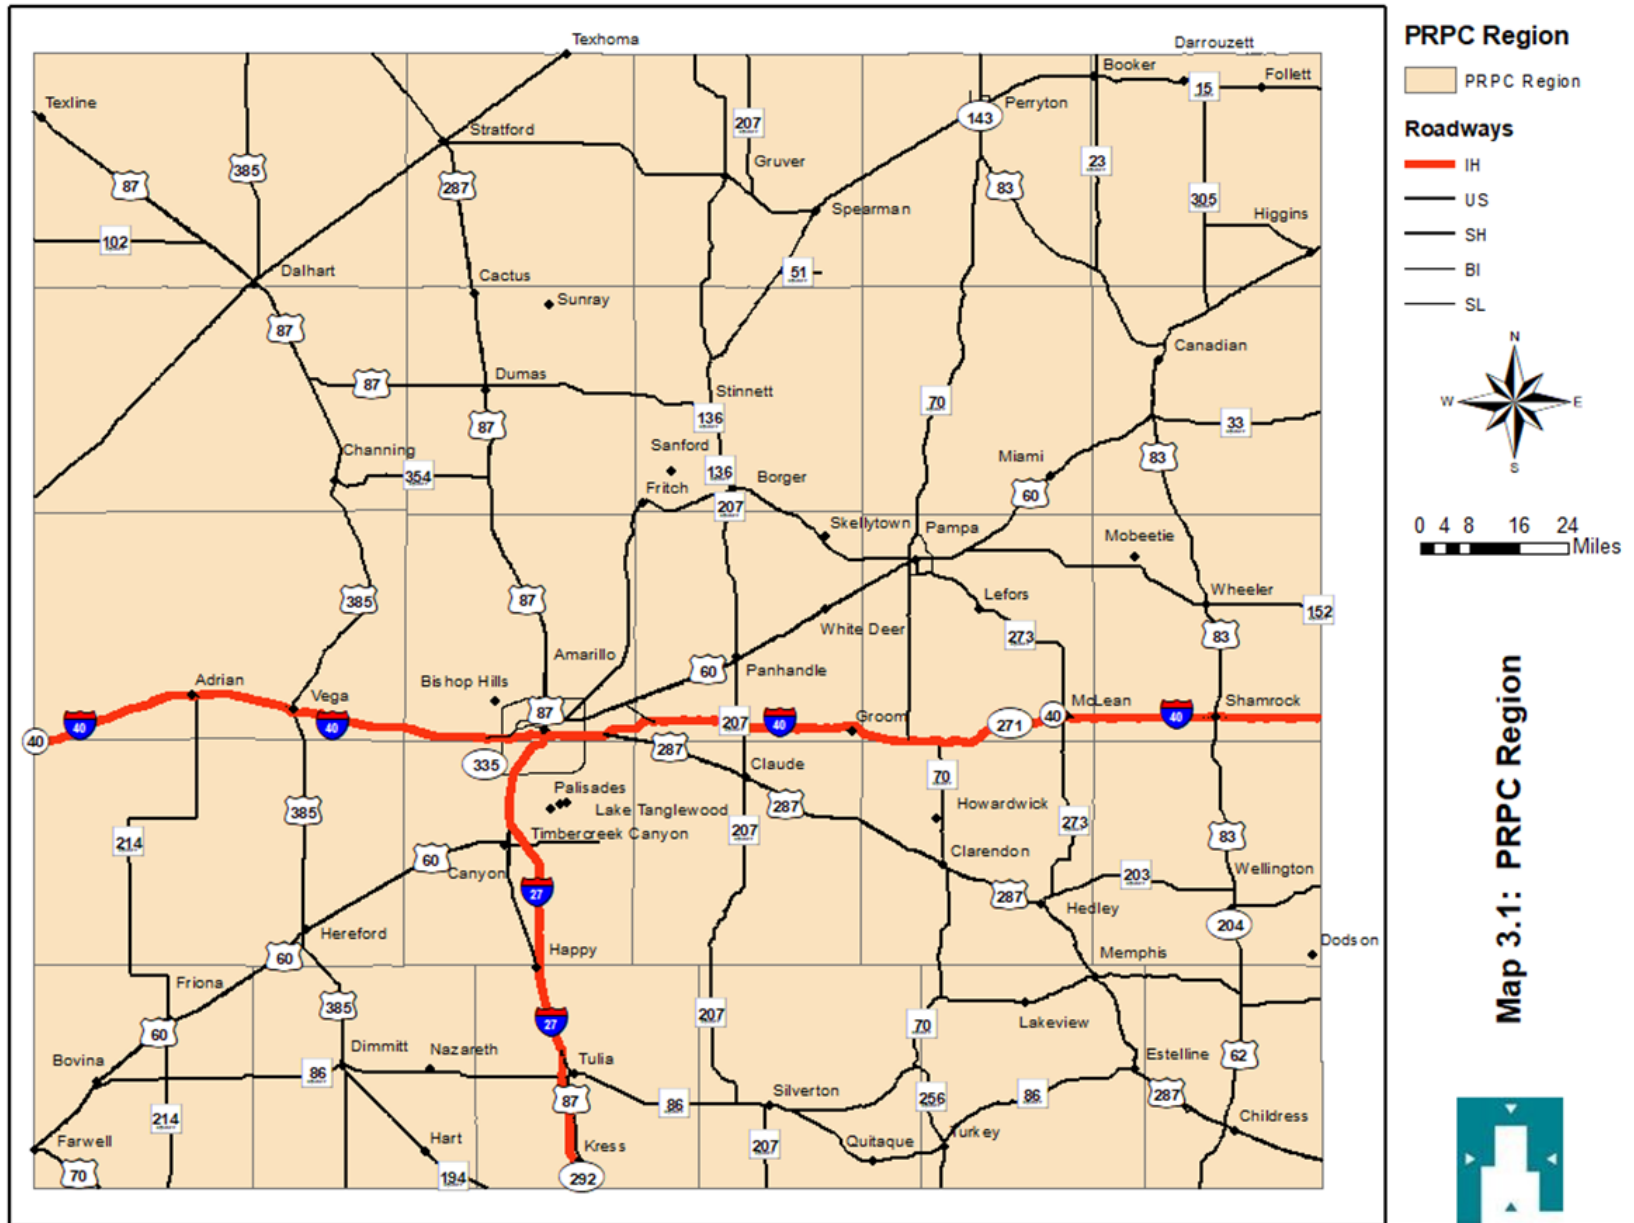 Texhoma
Darrouzett
Booker
Follett
15
Texline
Perryton
143
207
Stratford
Gruver
23
385
87
287
83
305
Spearman
Higgins
102
51
Dalhart
Cactus
Sunray
87
Canadian
87
Dumas
Stinnett
70
136
33
87
Channing
Sanford
Miami
83
354
136
Borger
Fritch
60
207
Skellytown
Pampa
Mobeetie
385
87
Lefors
Wheeler
152
White Deer
273
83
Amarillo
60
Panhandle
Adrian
Bishop Hills
Vega
McLean
Shamrock
40
40
87
207
40
Groom
271
40
40
40
335
287
Claude
70
Palisades
Lake Tanglewood
287
Howardwick
385
273
214
207
Timbercreek Canyon
83
60
Clarendon
Canyon
203
Wellington
27
287
Hedley
204
Hereford
Happy
Memphis
Dodson
60
Friona
385
207
27
70
Lakeview
60
Bovina
Dimmitt
Nazareth
Tulia
Estelline
62
86
87
86
Silverton
256
86
287
214
Childress
Farwell
Hart
Kress
207
Quitaque
Turkey
70
194
292
PRPC Region
PRPC Region
Roadways
IH
US
SH
BI
SL
N
W
E
S
0 4 8 16 24
Miles
Map 3.1: PRPC Region